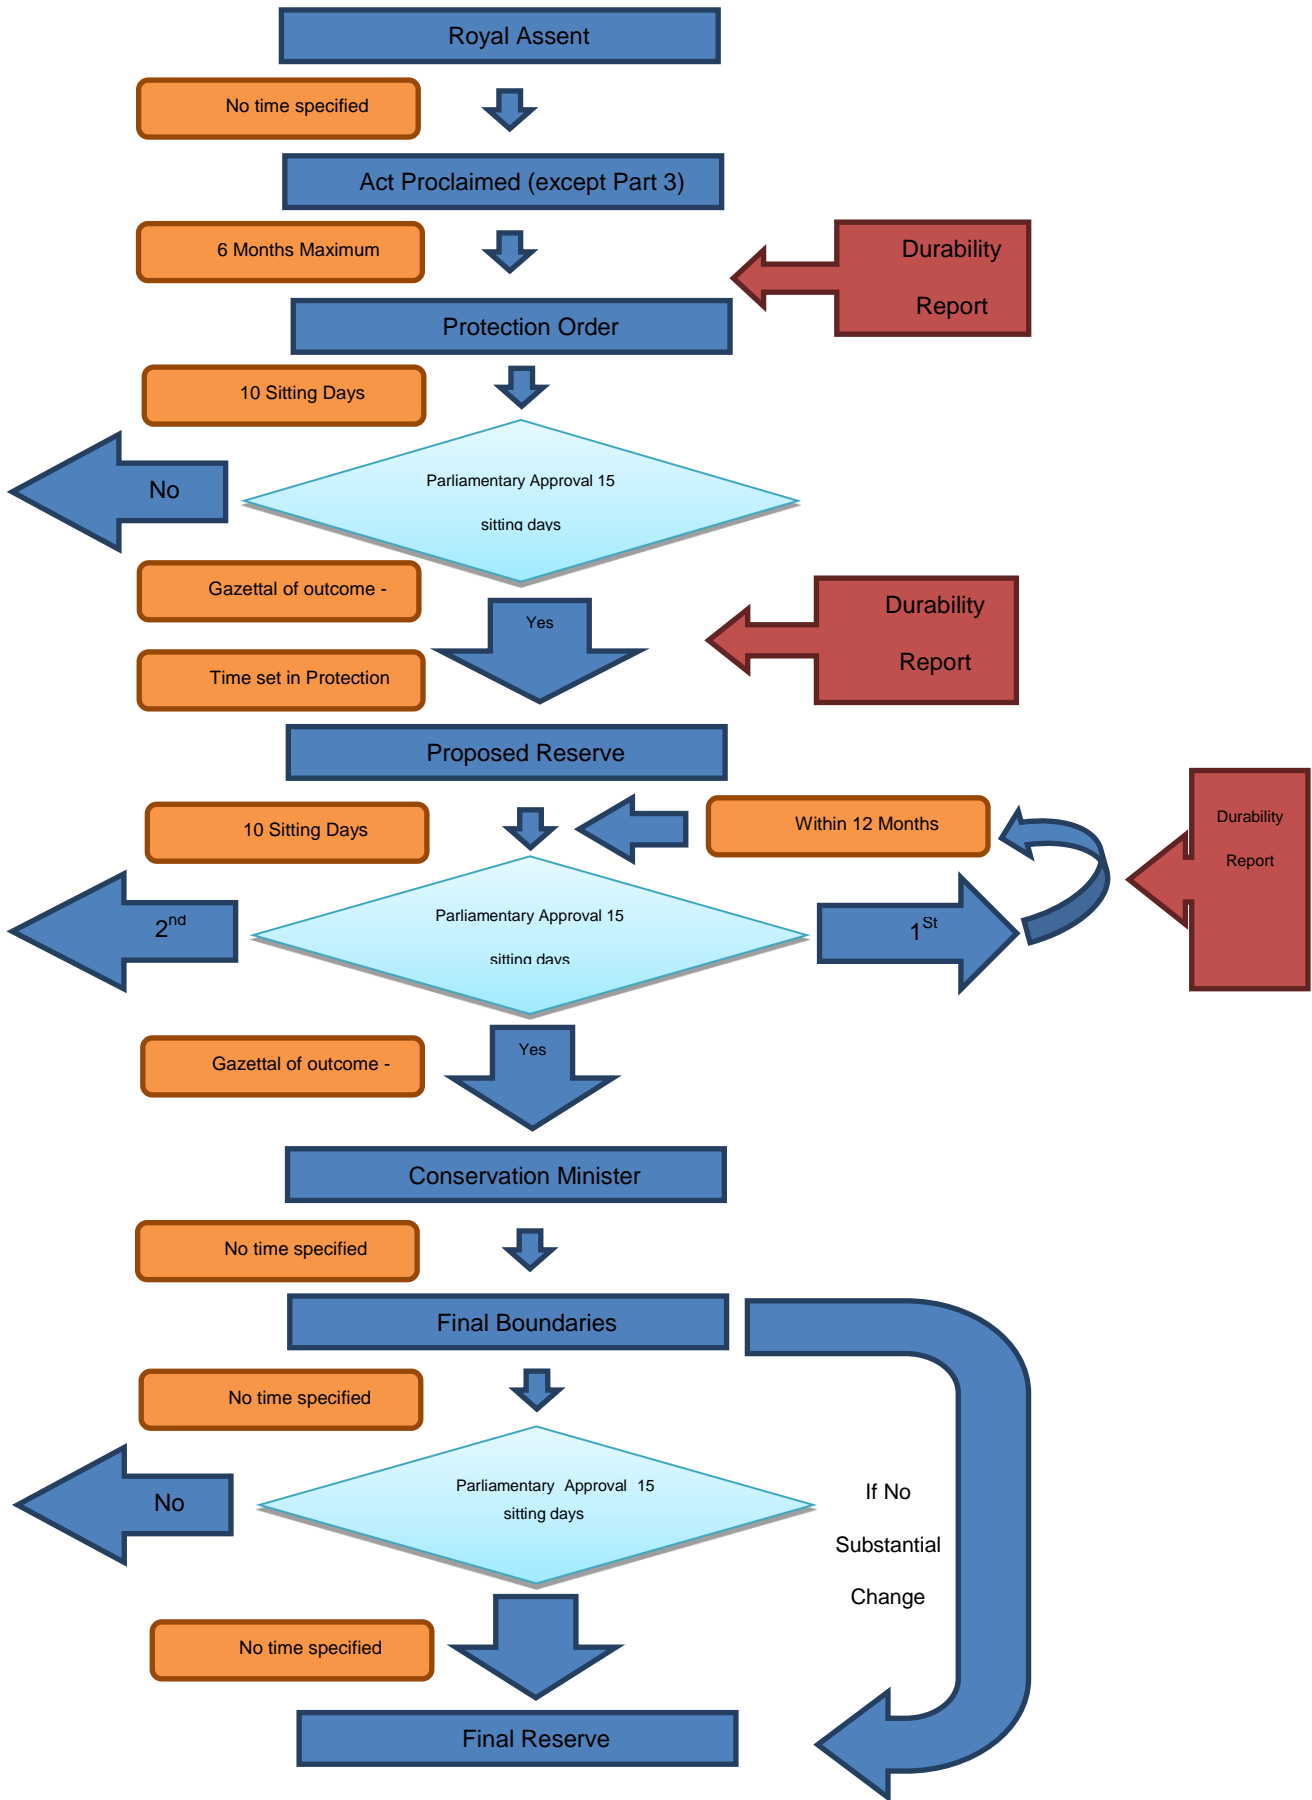 Royal Assent
No time specified
Act Proclaimed (except Part 3)
6 Months Maximum
Durability
Report
Protection Order
10 Sitting Days
Parliamentary Approval 15
sitting days
No
Gazettal of outcome -
Yes
Durability
Report
Time set in Protection
Proposed Reserve
10 Sitting Days
Within 12 Months
Durability
Report
Parliamentary Approval 15
sitting days
2nd
1St
Gazettal of outcome -
Yes
Conservation Minister
No time specified
Final Boundaries
No time specified
Parliamentary Approval 15
sitting days
No
If No
Substantial
Change
No time specified
Final Reserve